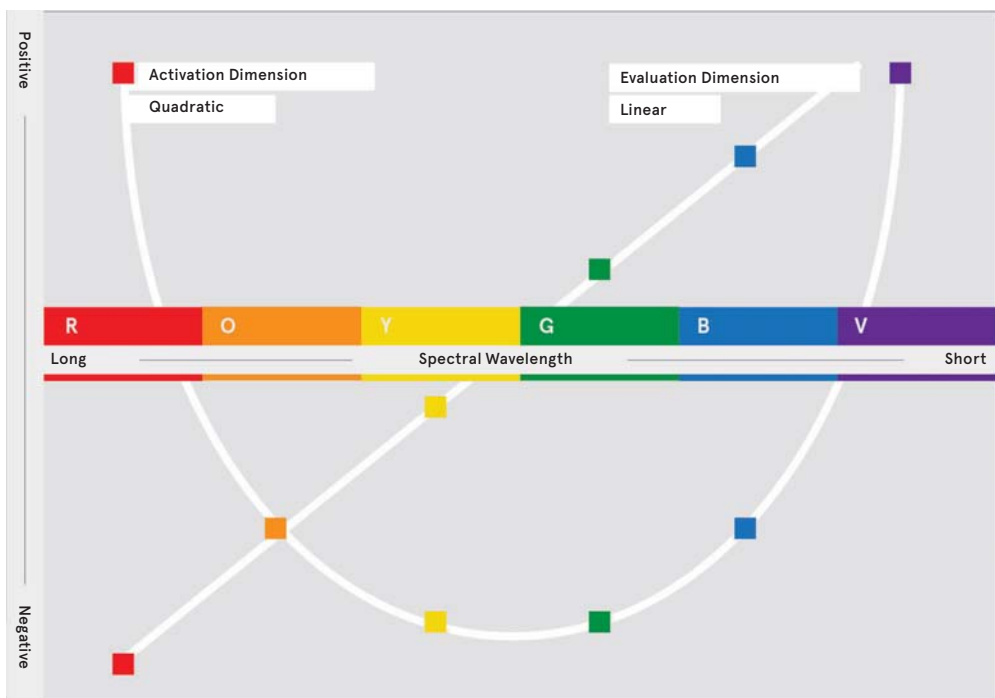 Positive
Activation Dimension
Quadratic
Evaluation Dimension
Linear
R O Y G B V
Long Spectral Wavelength Short
Negative